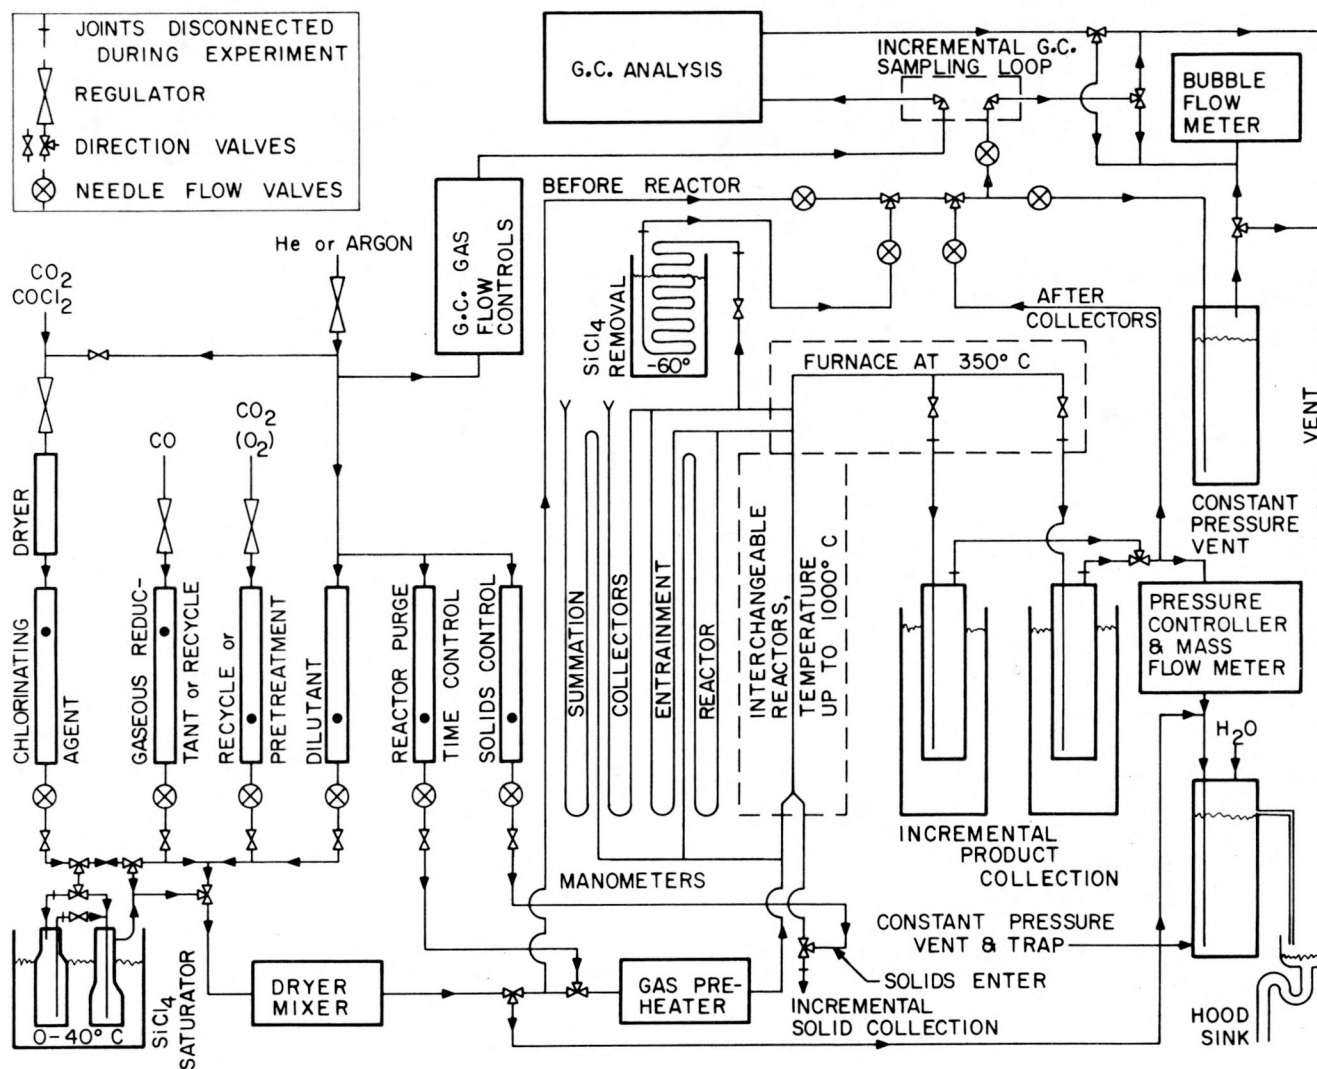 JOINTS DISCONNECTED
DURING EXPERIMENT
REGULATOR
DIRECTION VALVES
NEEDLE FLOW VALVES
G.C. ANALYSIS
INCREMENTAL G.C.
SAMPLING LOOP
BUBBLE
FLOW
METER
BEFORE REACTOR
He or ARGON
CO2
COCl2
G.C. GAS
FLOW
CONTROLS
SiCl4
REMOVAL
-60°
AFTER
COLLECTORS
FURNACE AT 350° C
VENT
CONSTANT
PRESSURE
VENT
CO
CO2
(O2)
DRYER
CHLORINATING
AGENT
GASEOUS REDUC-
TANT or RECYCLE
RECYCLE or
PRETREATMENT
DILUTANT
REACTOR PURGE
TIME CONTROL
SOLIDS CONTROL
SUMMATION
COLLECTORS
ENTRAINMENT
REACTOR
INTERCHANGEABLE
REACTORS,
TEMPERATURE
UP TO 1000° C
PRESSURE
CONTROLLER
& MASS
FLOW METER
H2O
INCREMENTAL
PRODUCT
COLLECTION
MANOMETERS
CONSTANT PRESSURE
VENT & TRAP
SOLIDS ENTER
INCREMENTAL
SOLID COLLECTION
GAS PRE-
HEATER
DRYER
MIXER
SiCl4
SATURATOR
0-40° C
HOOD
SINK